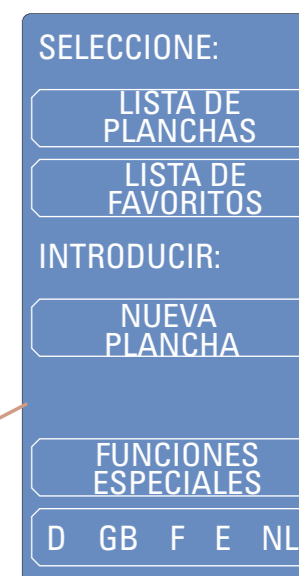 SELECCIONE:
LISTA DE
PLANCHAS
LISTA DE
FAVORITOS
INTRODUCIR:
NUEVA
PLANCHA
FUNCIONES
ESPECIALES
D GB F E NL